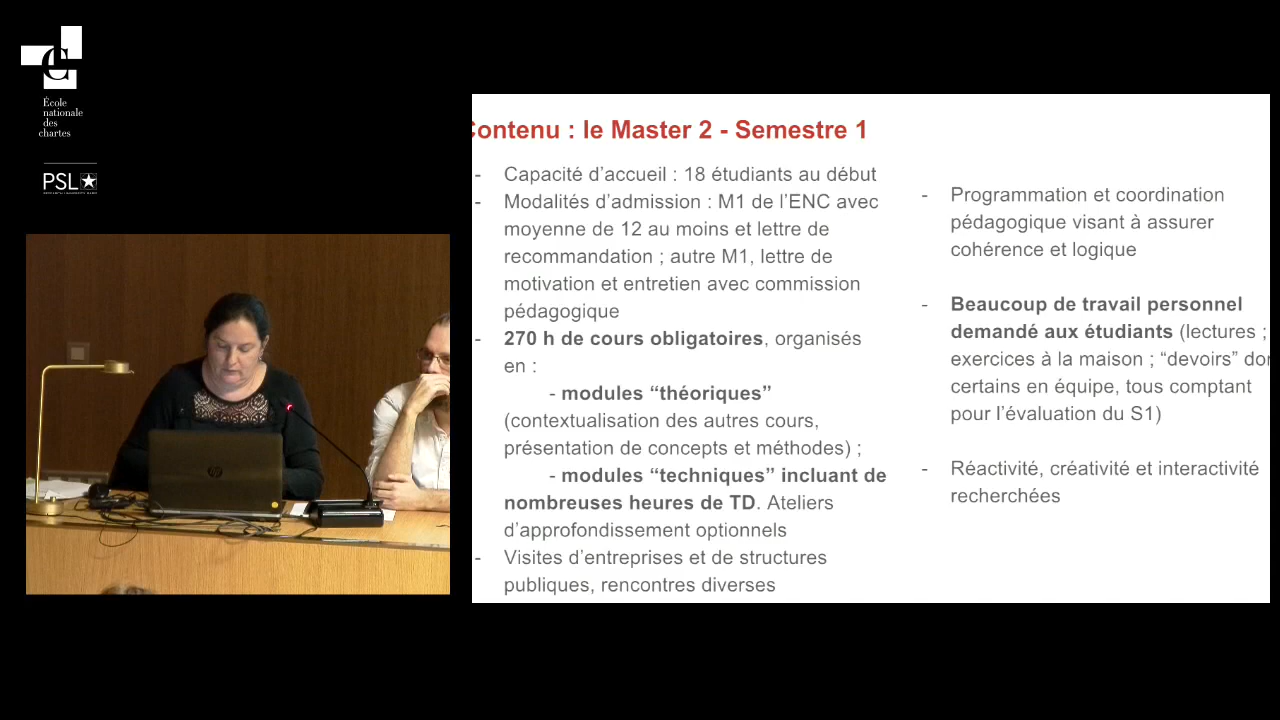 École
nationale
des
chartes
PSL
Contenu : le Master 2 - Semestre 1
- Capacité d’accueil : 18 étudiants au début
- Modalités d’admission : M1 de l’ENC avec
moyenne de 12 au moins et lettre de
recommandation ; autre M1, lettre de
motivation et entretien avec commission
pédagogique
- 270 h de cours obligatoires, organisés
en :
- modules “théoriques”
(contextualisation des autres cours,
présentation de concepts et méthodes) ;
- modules “techniques” incluant de
nombreuses heures de TD. Ateliers
d’approfondissement optionnels
- Visites d’entreprises et de structures
publiques, rencontres diverses
- Programmation et coordination
pédagogique visant à assurer
cohérence et logique
- Beaucoup de travail personnel
demandé aux étudiants (lectures ;
exercices à la maison ; “devoirs” don
certains en équipe, tous comptant
pour l’évaluation du S1)
- Réactivité, créativité et interactivité
recherchées